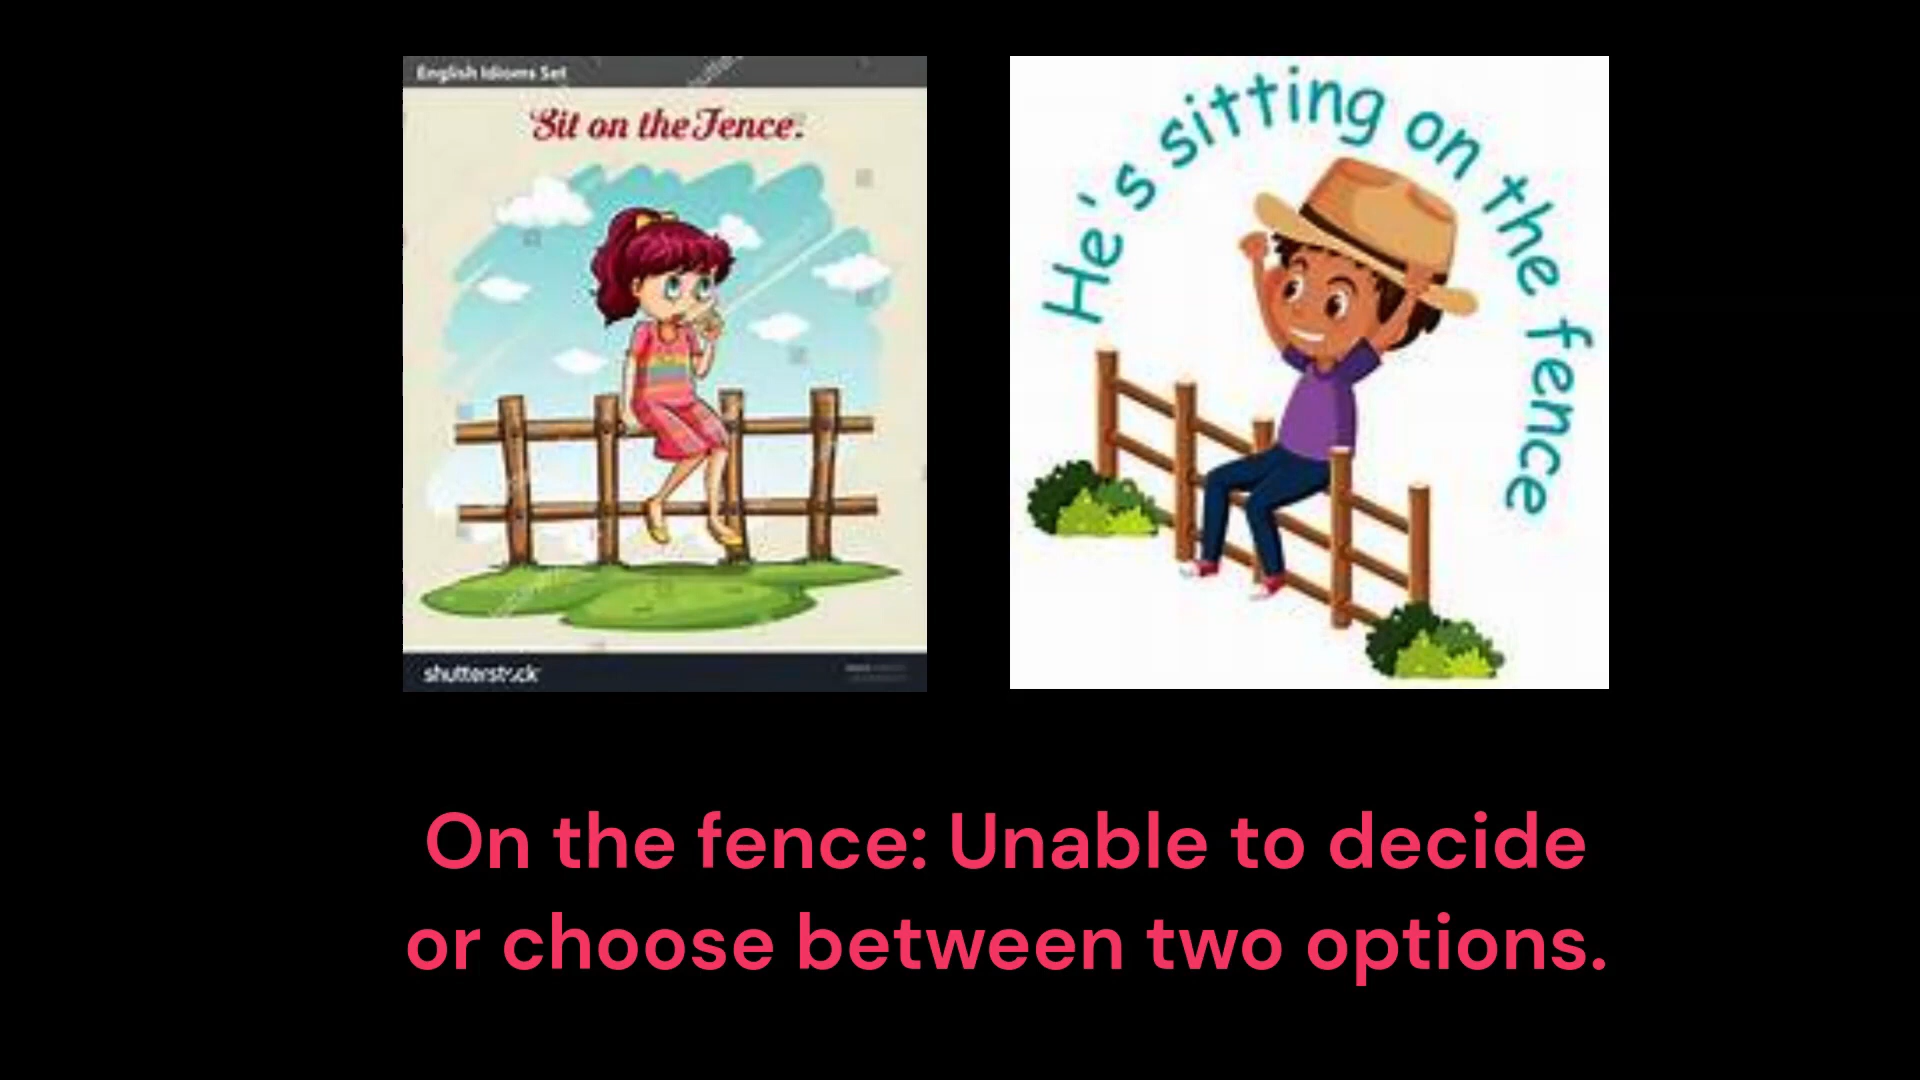 English Idioms Set
Sit on the Fence.
shutterstock
He's sitting on the fence
On the fence: Unable to decide
or choose between two options.